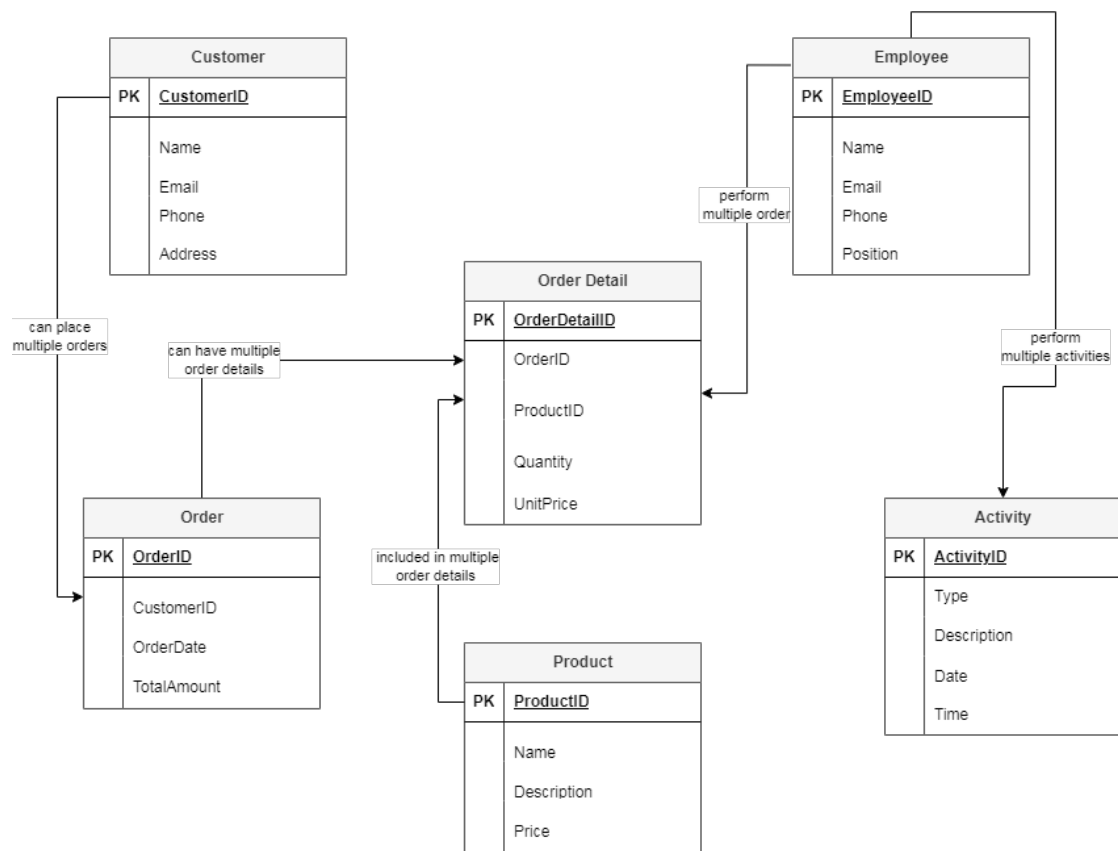 Customer
PK CustomerID
Name
Email
Phone
Address
can place
multiple orders
Employee
PK EmployeeID
Name
Email
Phone
Position
perform
multiple order
perform
multiple activities
Order Detail
PK OrderDetailID
OrderID
ProductID
Quantity
UnitPrice
can have multiple
order details
Order
PK OrderID
CustomerID
OrderDate
TotalAmount
included in multiple
order details
Product
PK ProductID
Name
Description
Price
Activity
PK ActivityID
Type
Description
Date
Time